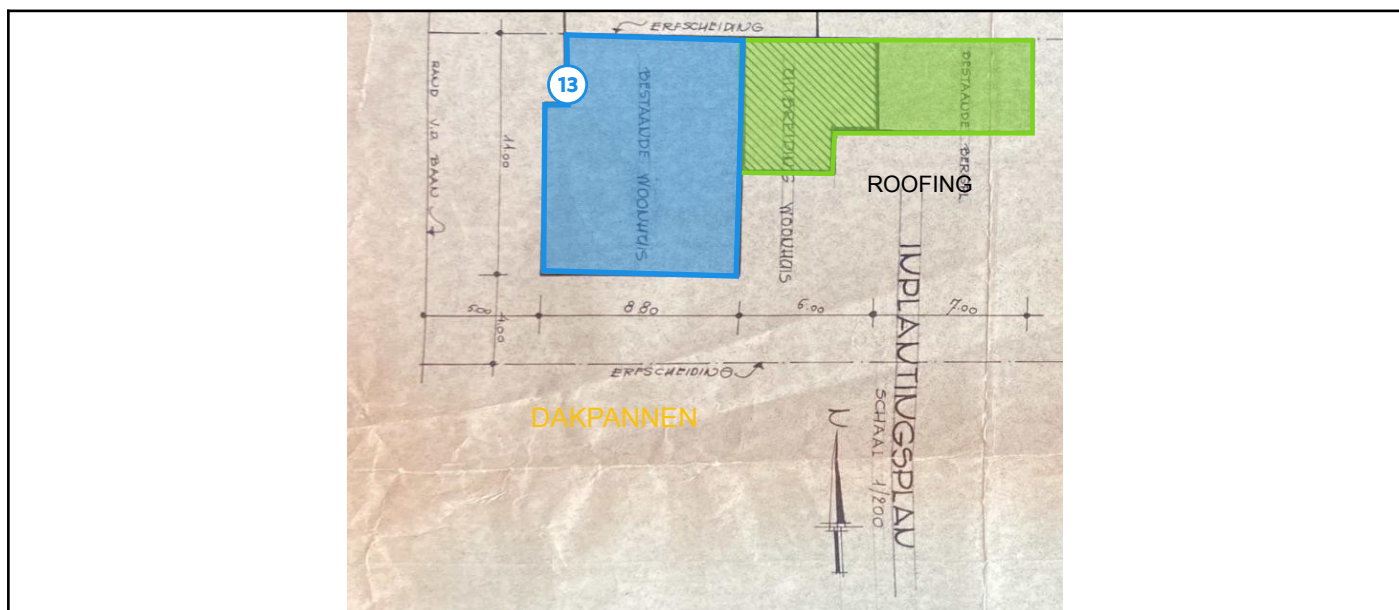 ERFSCHEIDING
13
RAND V.D. BAAN
11.00
BESTAANDE WOONHUIS
UITBREIDING WOONHUIS
BESTAANDE BERGPL
ROOFING
5.00
4.00
8.80
6.00
7.00
ERFSCHEIDING
DAKPANNEN
INPLANTINGSPLAN
SCHAAL 1/200
N